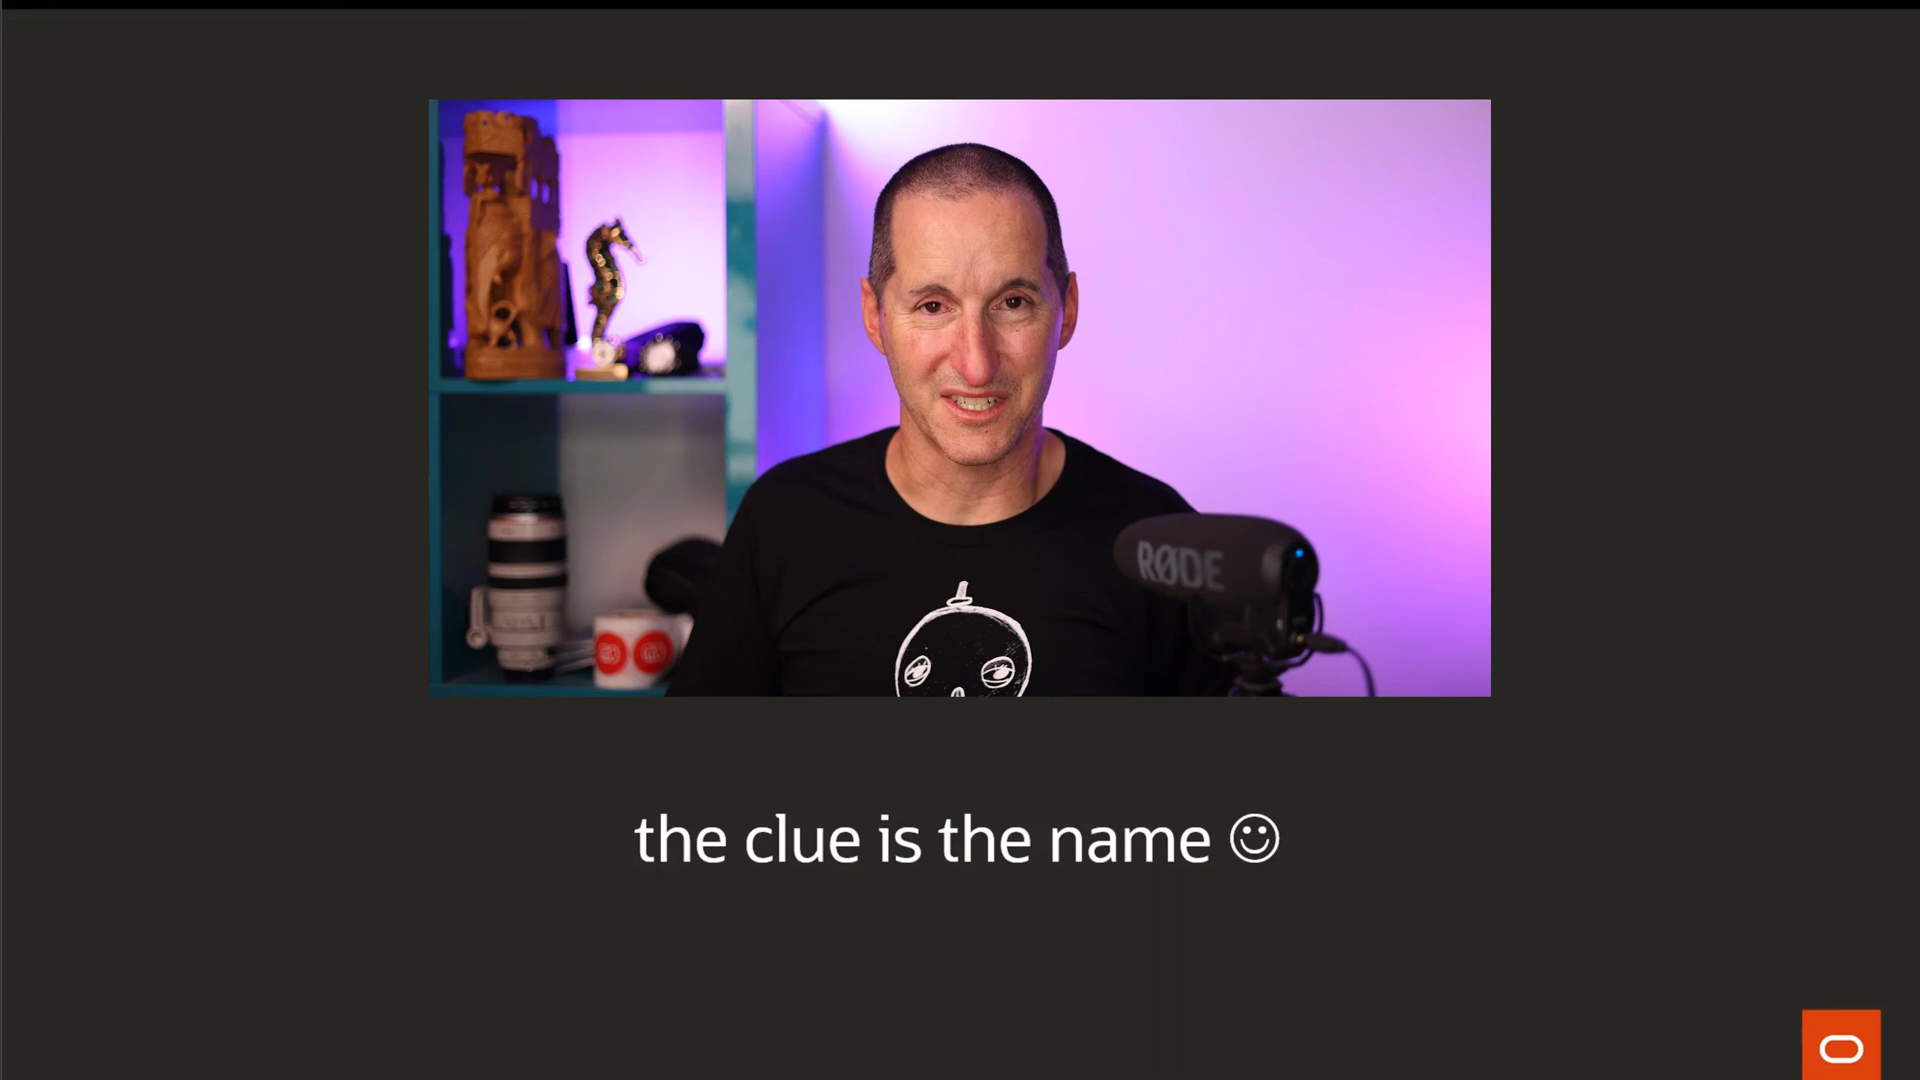 RØDE
the clue is the name ☺